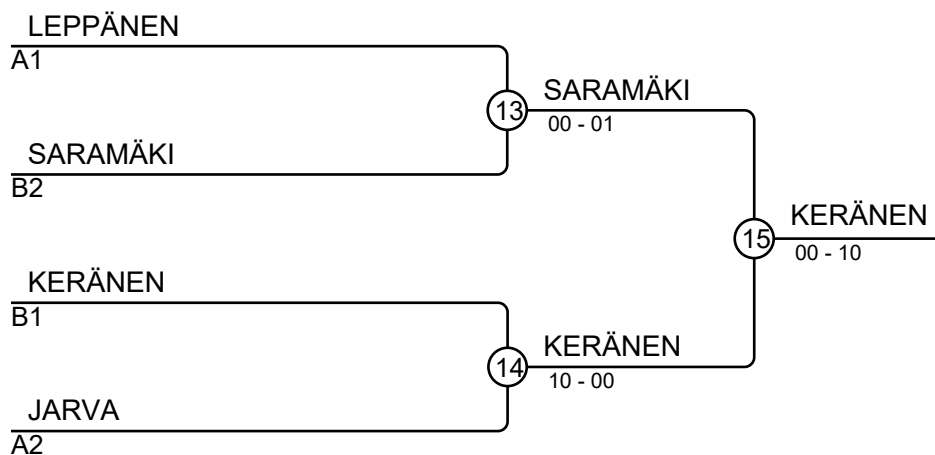 LEPPÄNEN
A1
13
SARAMÄKI
00 - 01
SARAMÄKI
B2
15
KERÄNEN
00 - 10
KERÄNEN
B1
14
KERÄNEN
10 - 00
JARVA
A2